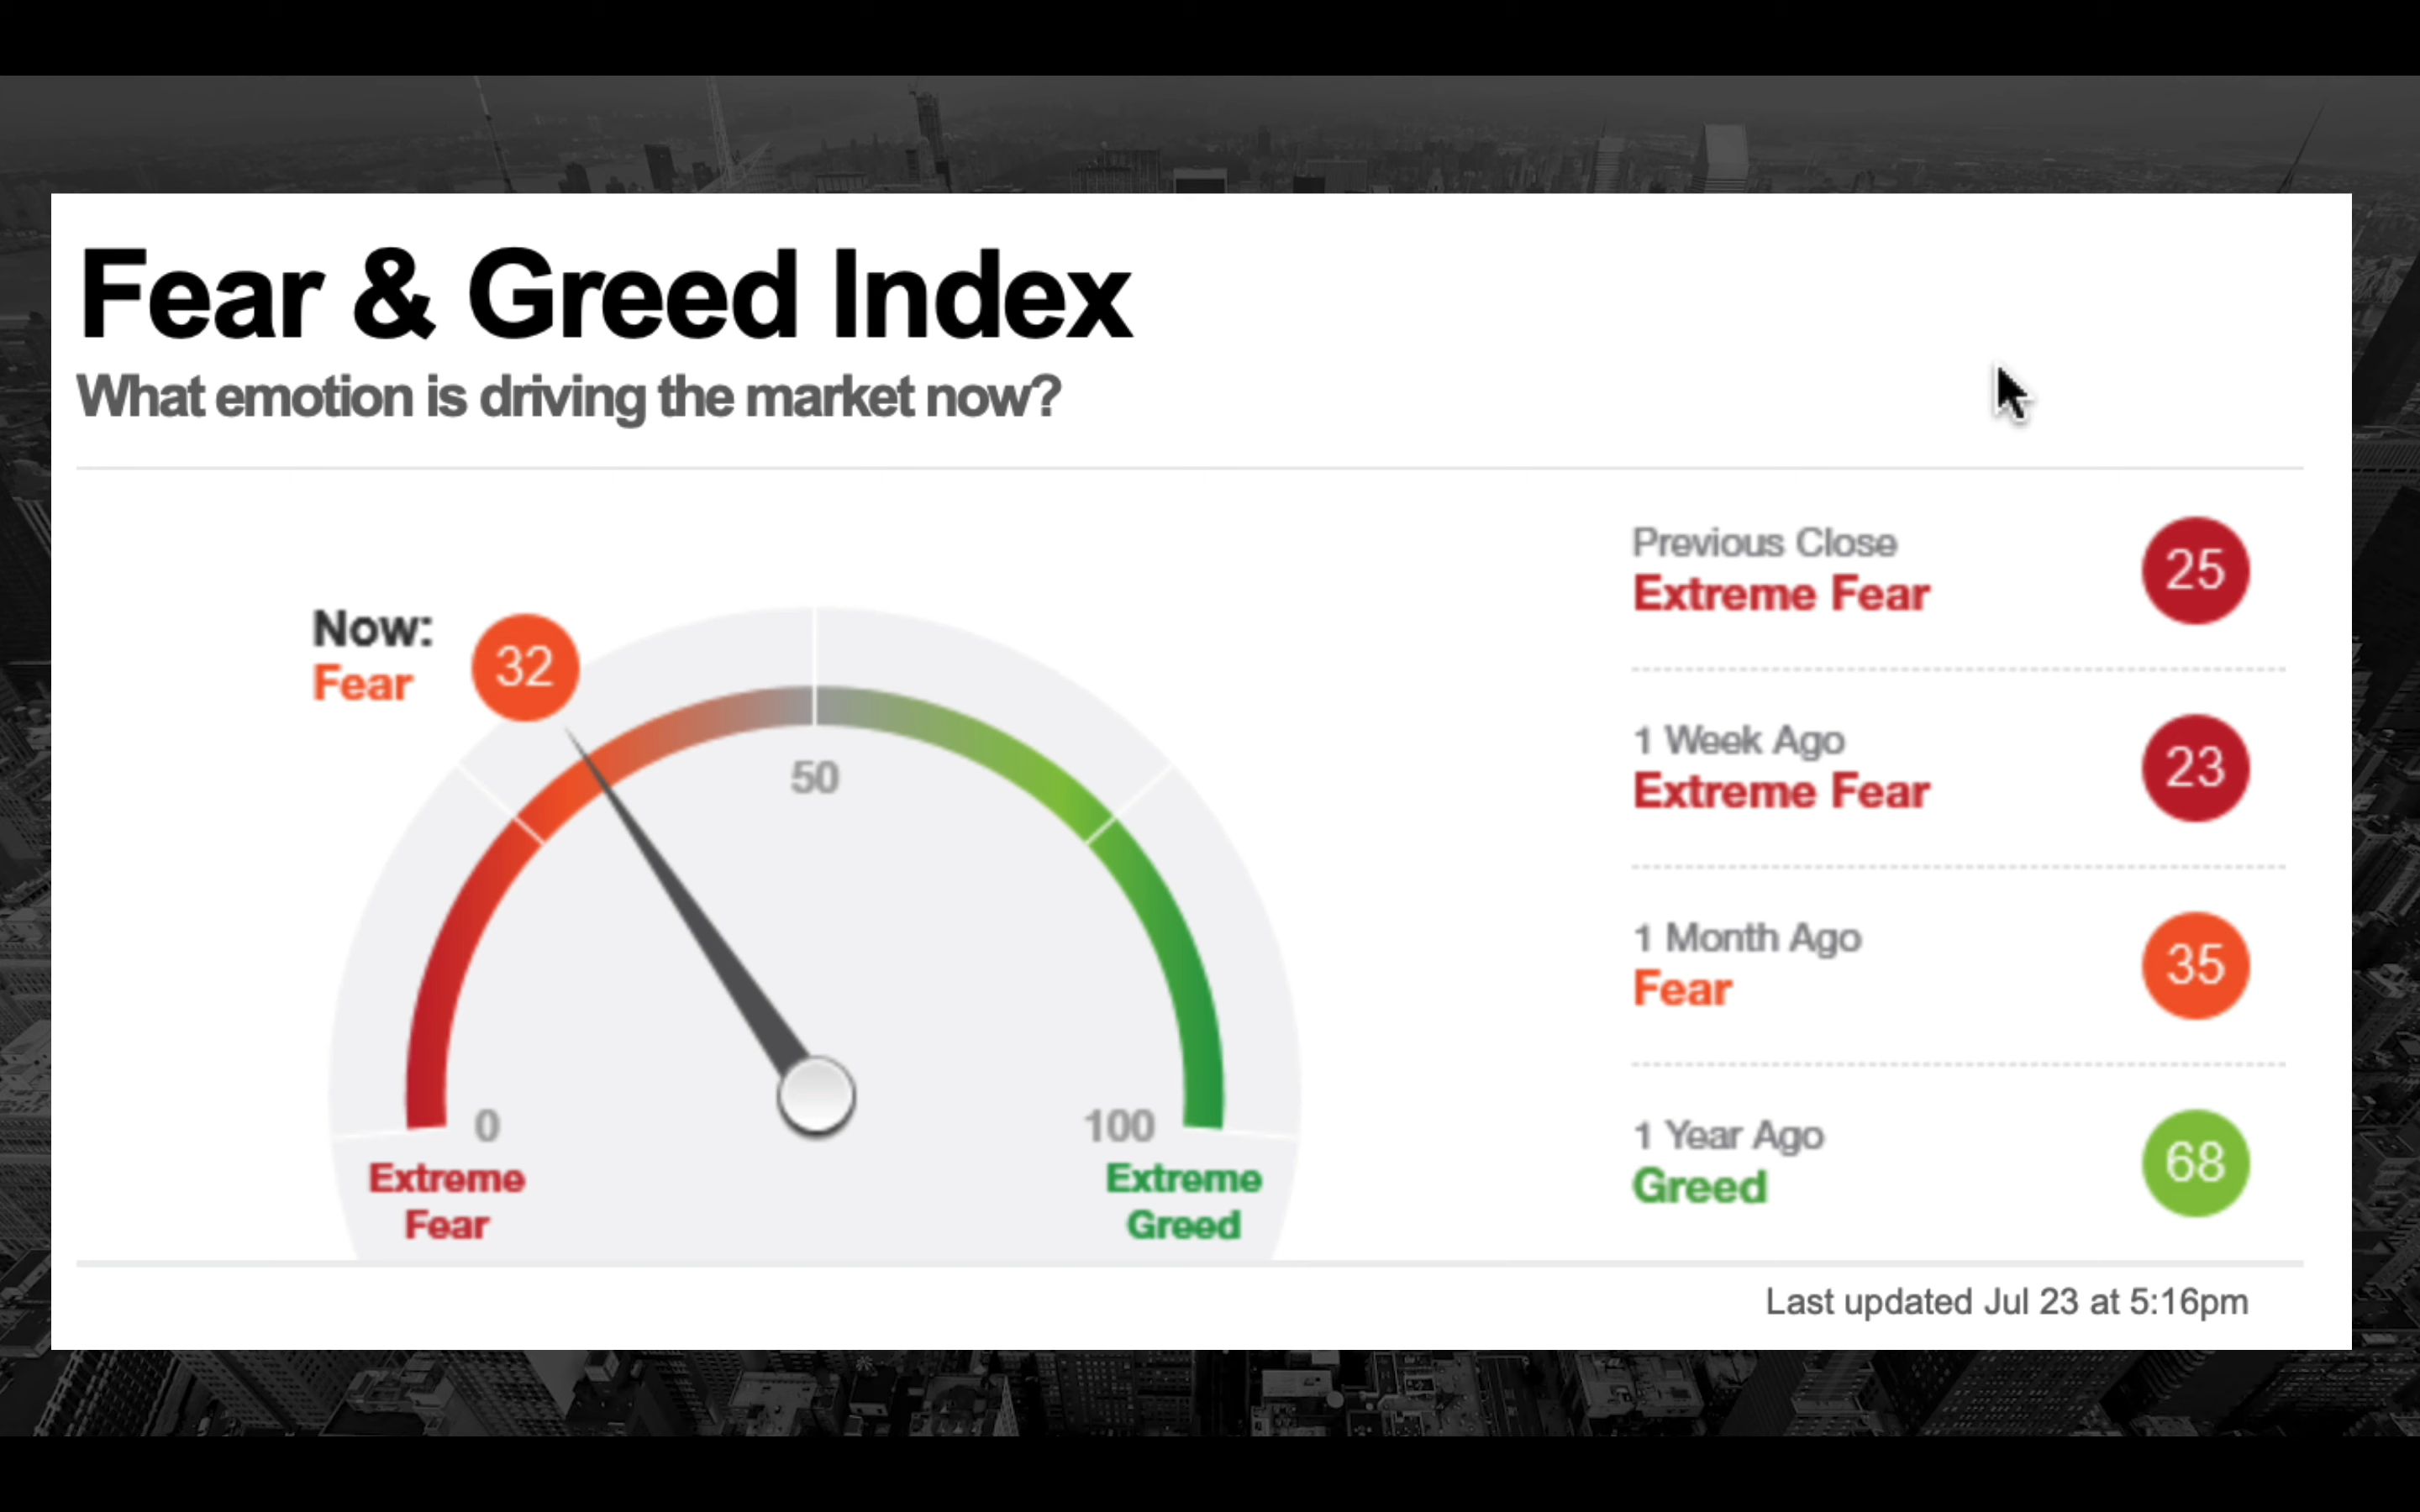 Fear & Greed Index
What emotion is driving the market now?
Now:
Fear
32
0
50
100
Extreme
Fear
Extreme
Greed
Previous Close
Extreme Fear
25
1 Week Ago
Extreme Fear
23
1 Month Ago
Fear
35
1 Year Ago
Greed
68
Last updated Jul 23 at 5:16pm